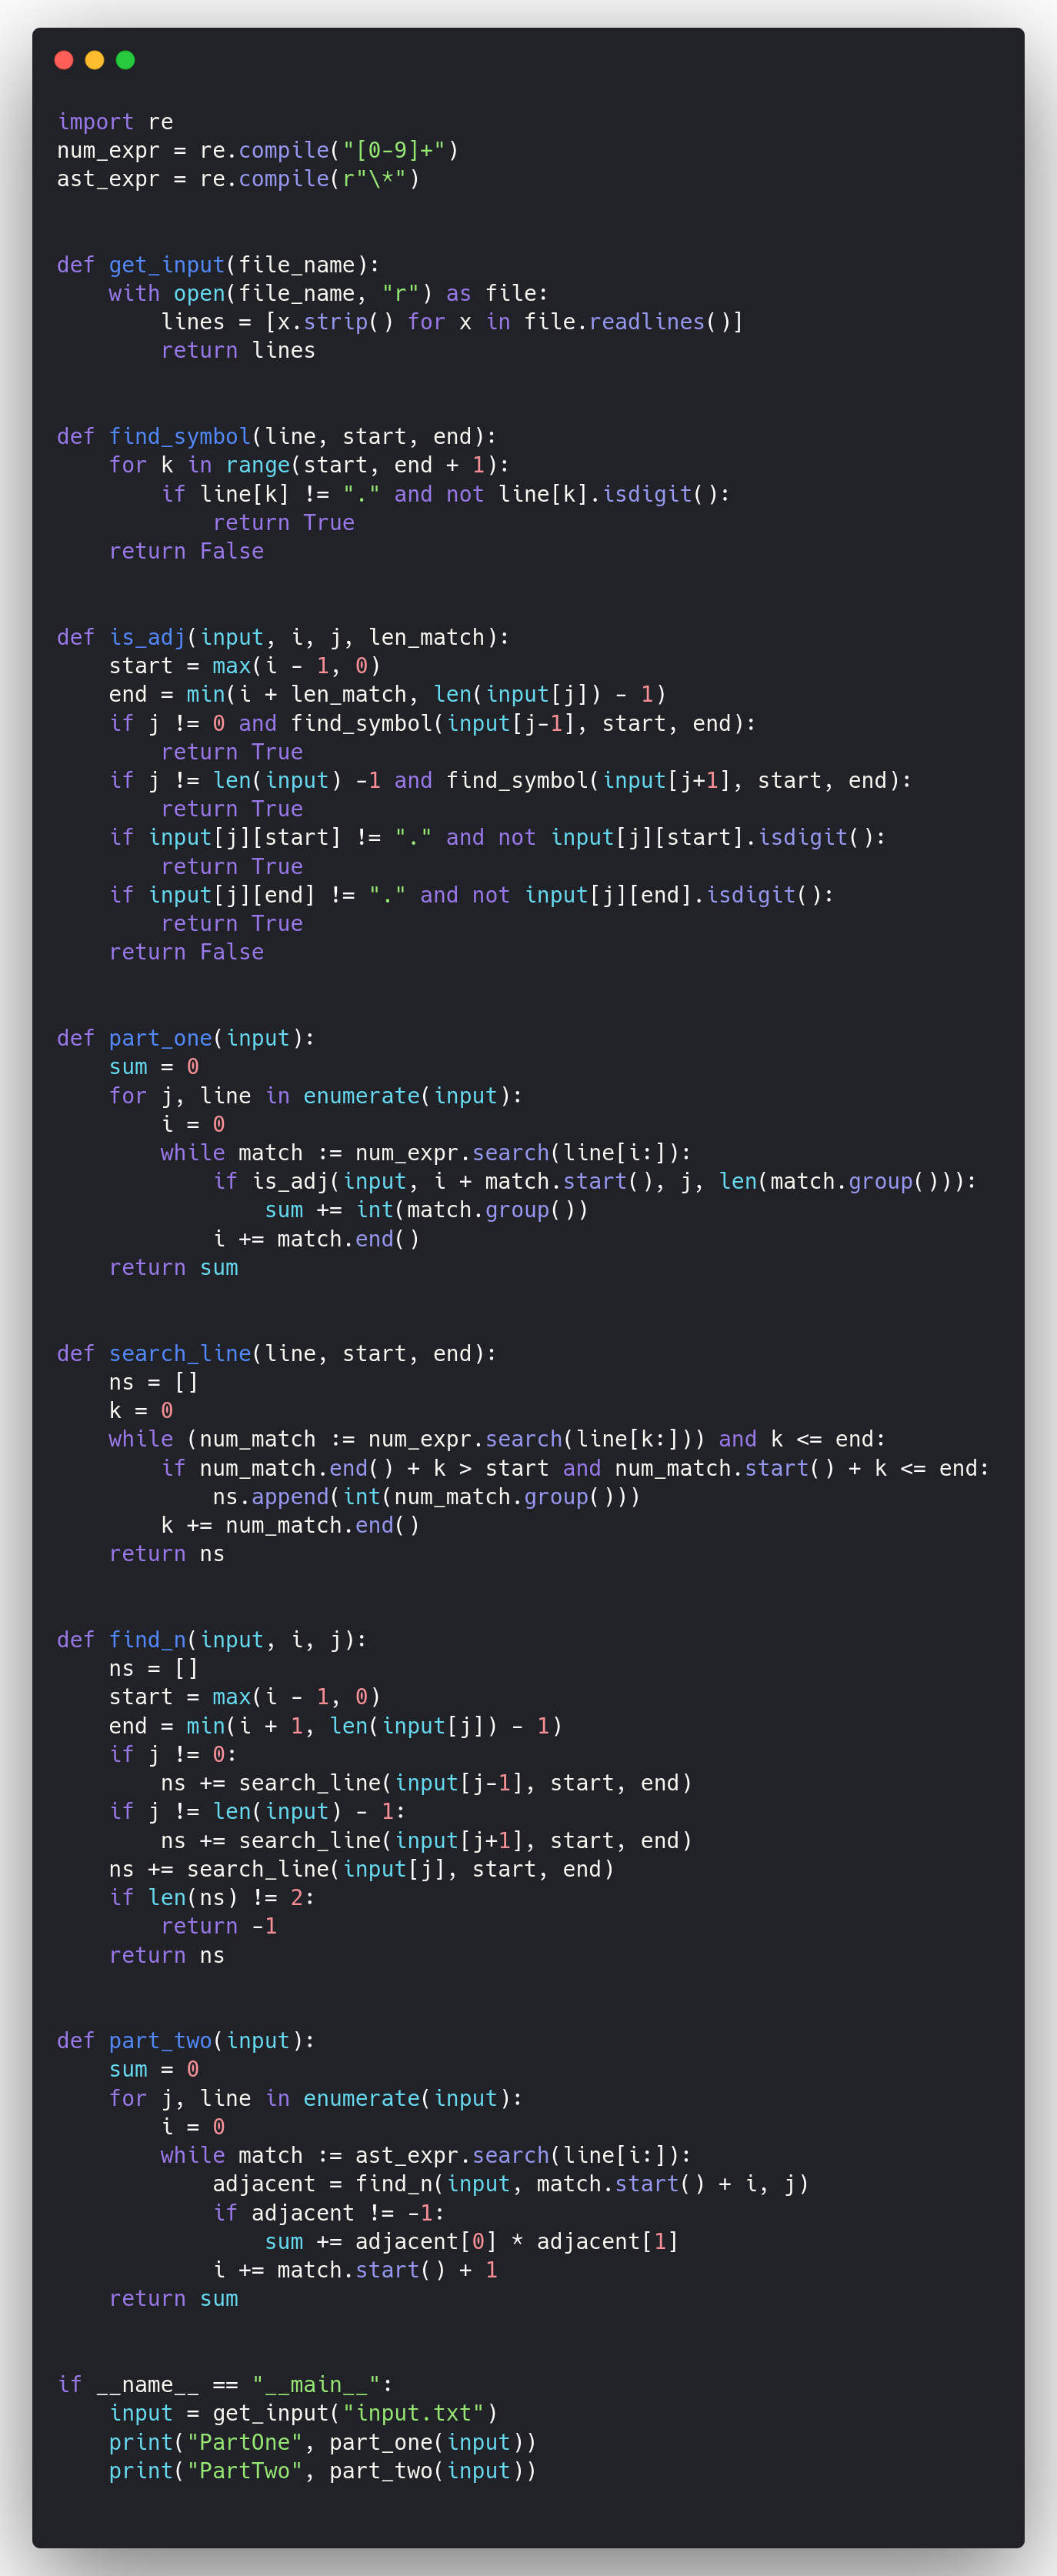 import re
num_expr = re.compile("[0-9]+")
ast_expr = re.compile(r"\*")


def get_input(file_name):
    with open(file_name, "r") as file:
        lines = [x.strip() for x in file.readlines()]
        return lines


def find_symbol(line, start, end):
    for k in range(start, end + 1):
        if line[k] != "." and not line[k].isdigit():
            return True
    return False


def is_adj(input, i, j, len_match):
    start = max(i - 1, 0)
    end = min(i + len_match, len(input[j]) - 1)
    if j != 0 and find_symbol(input[j-1], start, end):
        return True
    if j != len(input) -1 and find_symbol(input[j+1], start, end):
        return True
    if input[j][start] != "." and not input[j][start].isdigit():
        return True
    if input[j][end] != "." and not input[j][end].isdigit():
        return True
    return False


def part_one(input):
    sum = 0
    for j, line in enumerate(input):
        i = 0
        while match := num_expr.search(line[i:]):
            if is_adj(input, i + match.start(), j, len(match.group())):
                sum += int(match.group())
            i += match.end()
    return sum


def search_line(line, start, end):
    ns = []
    k = 0
    while (num_match := num_expr.search(line[k:])) and k <= end:
        if num_match.end() + k > start and num_match.start() + k <= end:
            ns.append(int(num_match.group()))
        k += num_match.end()
    return ns


def find_n(input, i, j):
    ns = []
    start = max(i - 1, 0)
    end = min(i + 1, len(input[j]) - 1)
    if j != 0:
        ns += search_line(input[j-1], start, end)
    if j != len(input) - 1:
        ns += search_line(input[j+1], start, end)
    ns += search_line(input[j], start, end)
    if len(ns) != 2:
        return -1
    return ns


def part_two(input):
    sum = 0
    for j, line in enumerate(input):
        i = 0
        while match := ast_expr.search(line[i:]):
            adjacent = find_n(input, match.start() + i, j)
            if adjacent != -1:
                sum += adjacent[0] * adjacent[1]
            i += match.start() + 1
    return sum


if __name__ == "__main__":
    input = get_input("input.txt")
    print("PartOne", part_one(input))
    print("PartTwo", part_two(input))